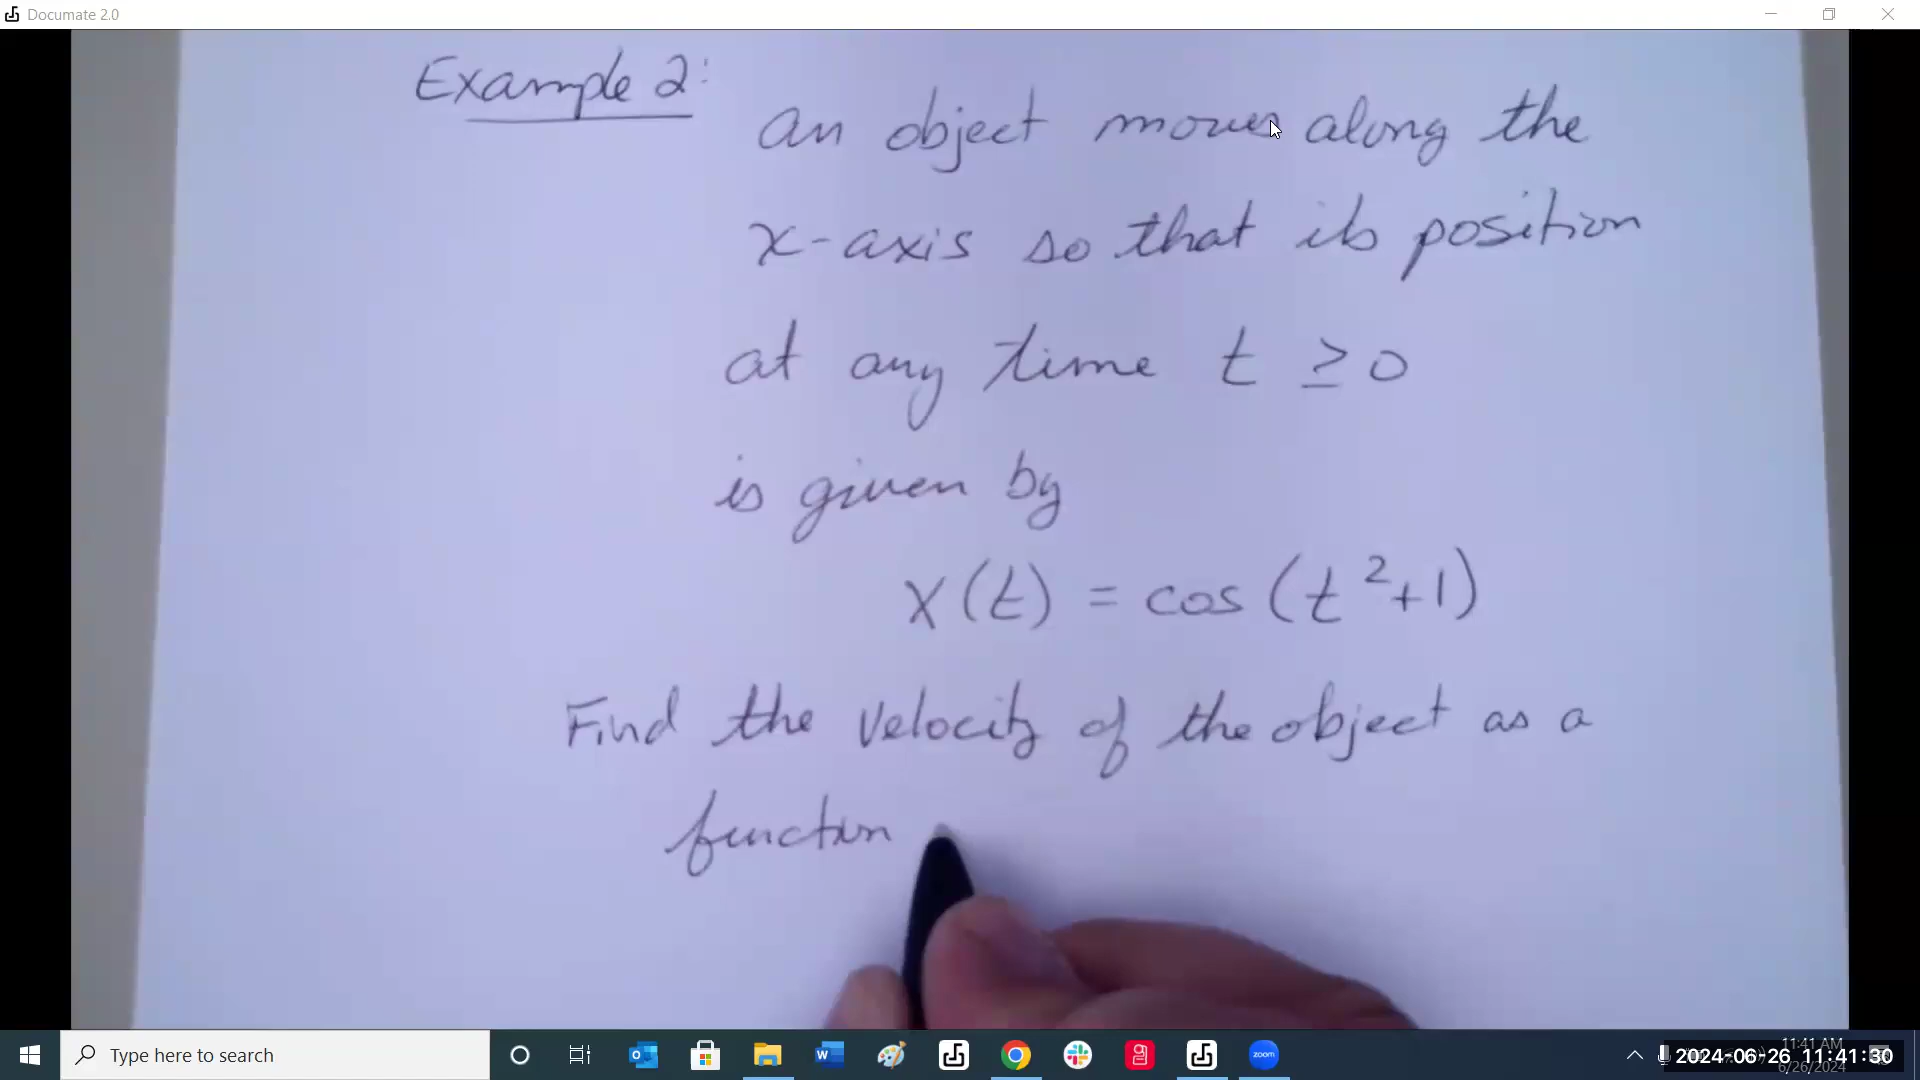 Documate 2.0
Example 2:
An object moves along the
x-axis so that its position
at any time t ≥ 0
is given by
x(t) = cos (t²+1)
Find the velocity of the object as a
function
Type here to search
11:41 AM
2024-06-26 11:41:30
6/26/2024